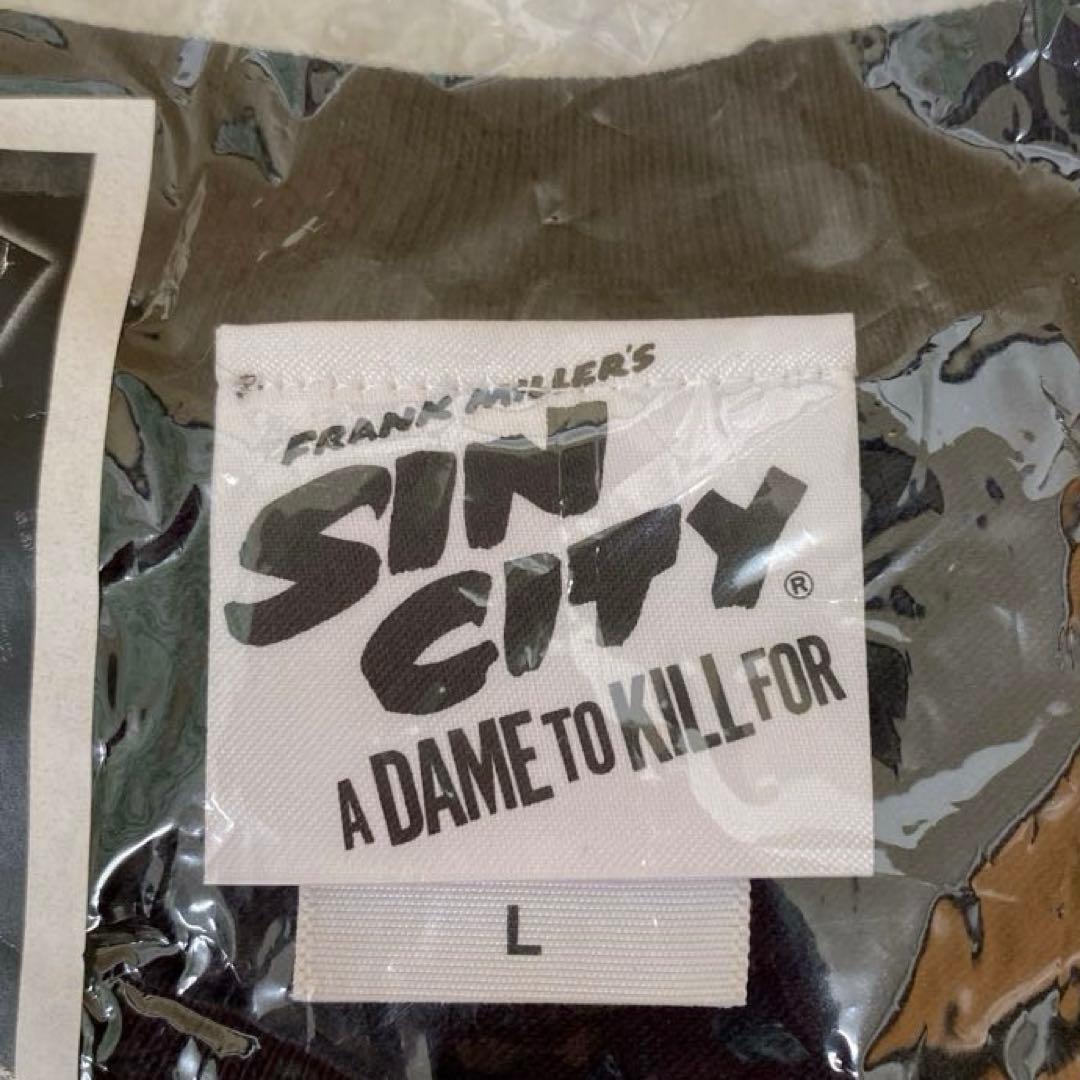 FRANK MILLER'S
SIN
CITY®
A DAME TO KILL FOR
L